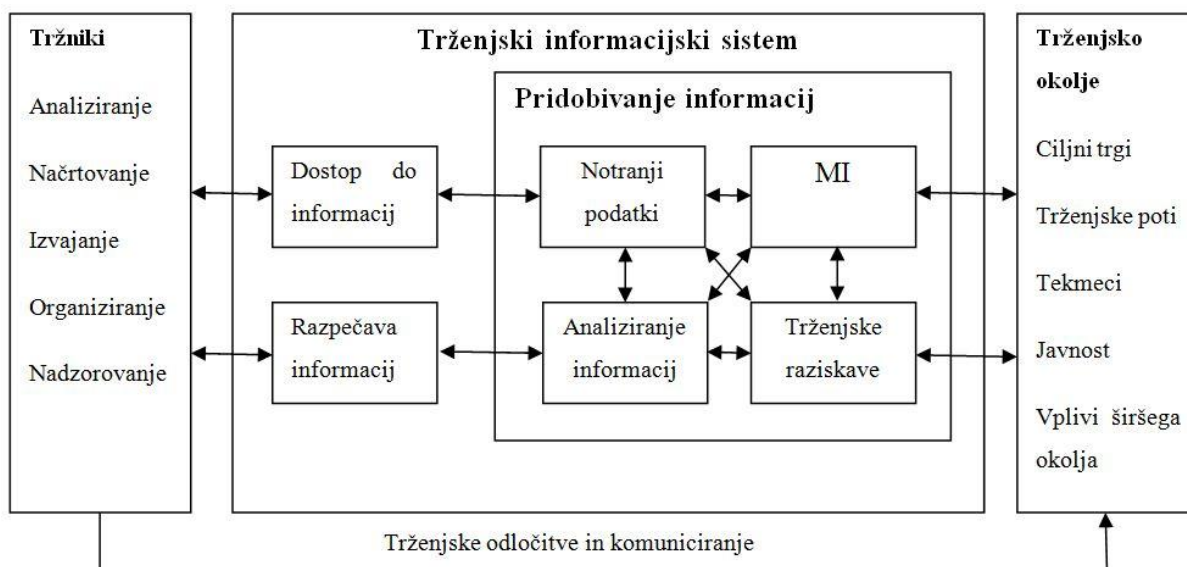 Tržniki
Analiziranje
Načrtovanje
Izvajanje
Organiziranje
Nadzorovanje
Trženjski informacijski sistem
Pridobivanje informacij
Dostop do
informacij
Notranji
podatki
MI
Razpečava
informacij
Analiziranje
informacij
Trženjske
raziskave
Trženjsko
okolje
Ciljni trgi
Trženjske poti
Tekmeci
Javnost
Vplivi širšega
okolja
Trženjske odločitve in komuniciranje